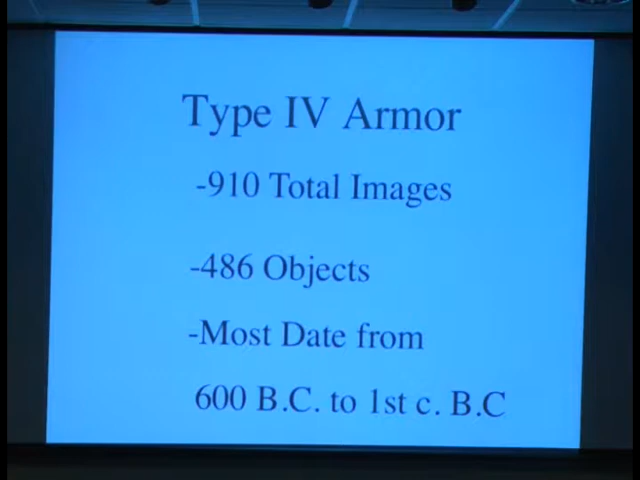 Type IV Armor
-910 Total Images
-486 Objects
-Most Date from
600 B.C. to 1st c. B.C